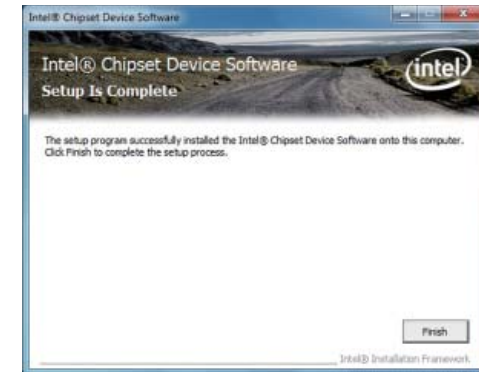 Intel® Chipset Device Software
Intel® Chipset Device Software
Setup Is Complete
intel
The setup program successfully installed the Intel® Chipset Device Software onto this computer.
Click Finish to complete the setup process.
Finish
Intel® Installation Framework